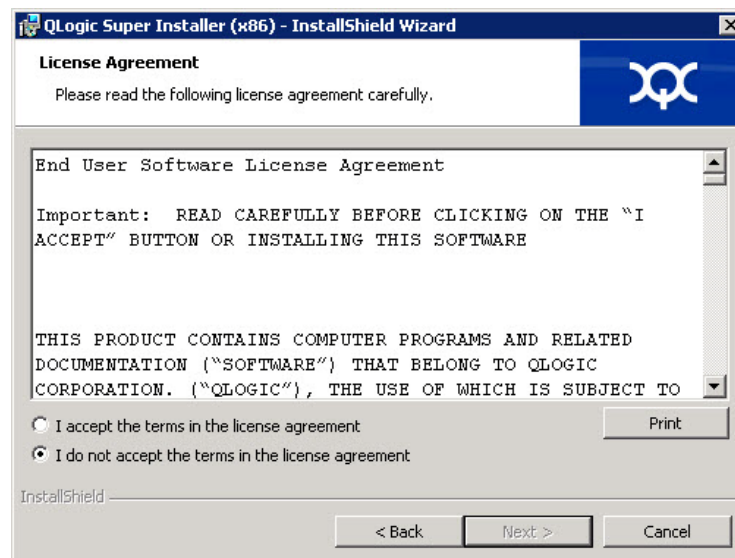 QLogic Super Installer (x86) - InstallShield Wizard
License Agreement
Please read the following license agreement carefully.
End User Software License Agreement
Important:  READ CAREFULLY BEFORE CLICKING ON THE “I
ACCEPT” BUTTON OR INSTALLING THIS SOFTWARE
THIS PRODUCT CONTAINS COMPUTER PROGRAMS AND RELATED
DOCUMENTATION (“SOFTWARE”) THAT BELONG TO QLOGIC
CORPORATION. (“QLOGIC”), THE USE OF WHICH IS SUBJECT TO
I accept the terms in the license agreement
Print
I do not accept the terms in the license agreement
InstallShield
< Back
Next >
Cancel